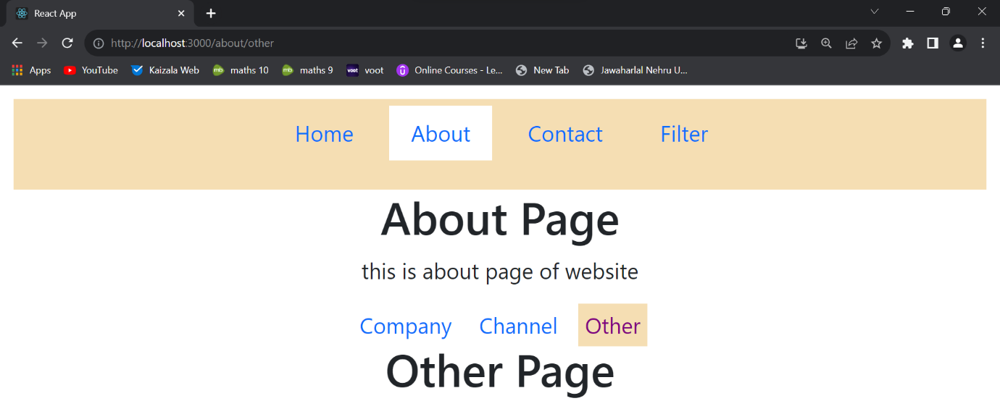 React App
http://localhost:3000/about/other
Apps YouTube Kaizala Web maths 10 maths 9 voot Online Courses - Le... New Tab Jawaharlal Nehru U...
Home About Contact Filter
About Page
this is about page of website
Company Channel Other
Other Page